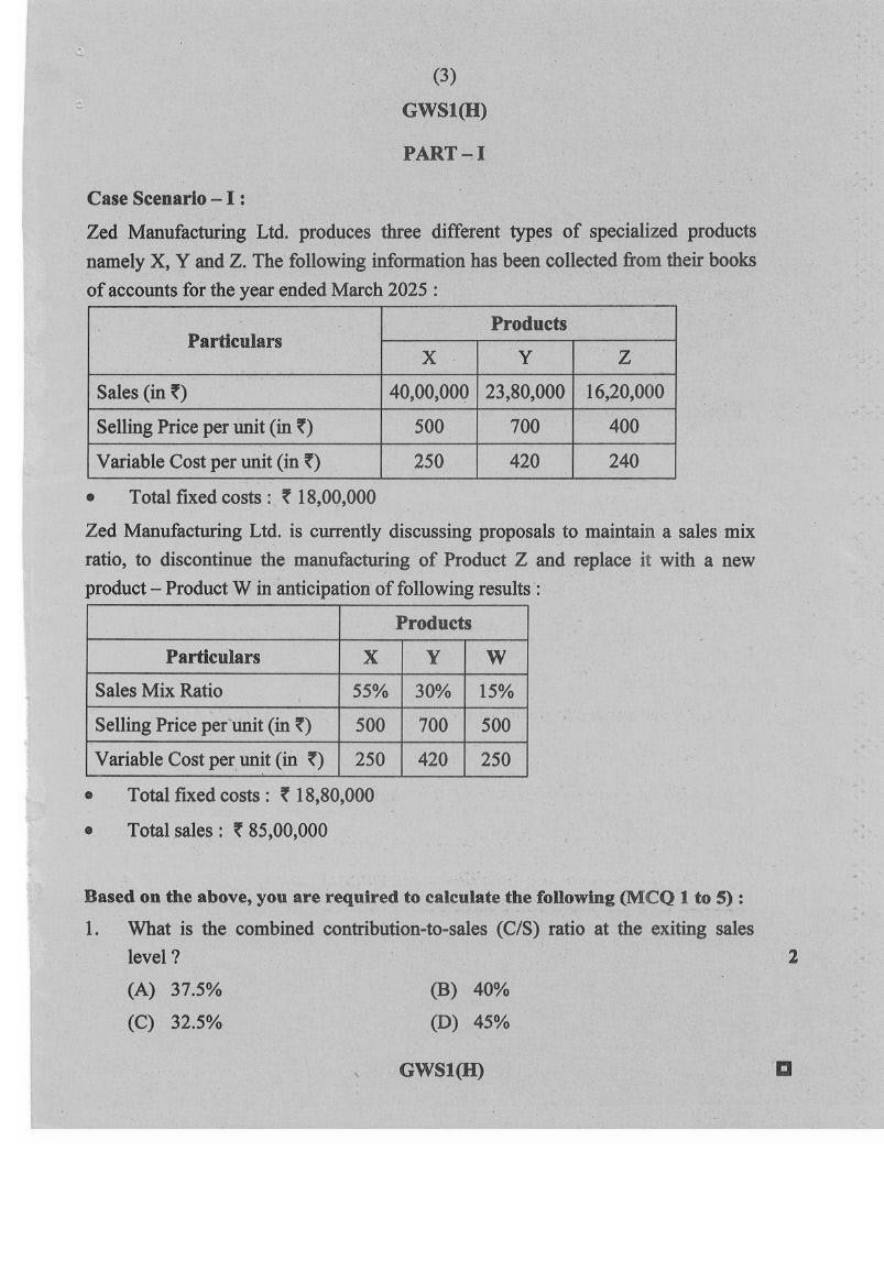 (3)
GWS1(H)
PART – I
Case Scenario – I :
Zed Manufacturing Ltd. produces three different types of specialized products
namely X, Y and Z. The following information has been collected from their books
of accounts for the year ended March 2025 :
Particulars Products
X Y Z
Sales (in ₹) 40,00,000 23,80,000 16,20,000
Selling Price per unit (in ₹) 500 700 400
Variable Cost per unit (in ₹) 250 420 240
• Total fixed costs : ₹ 18,00,000
Zed Manufacturing Ltd. is currently discussing proposals to maintain a sales mix
ratio, to discontinue the manufacturing of Product Z and replace it with a new
product – Product W in anticipation of following results :
Products
Particulars X Y W
Sales Mix Ratio 55% 30% 15%
Selling Price per unit (in ₹) 500 700 500
Variable Cost per unit (in ₹) 250 420 250
• Total fixed costs : ₹ 18,80,000
• Total sales : ₹ 85,00,000
Based on the above, you are required to calculate the following (MCQ 1 to 5) :
1. What is the combined contribution-to-sales (C/S) ratio at the exiting sales
level ? 2
(A) 37.5% (B) 40%
(C) 32.5% (D) 45%
GWS1(H)